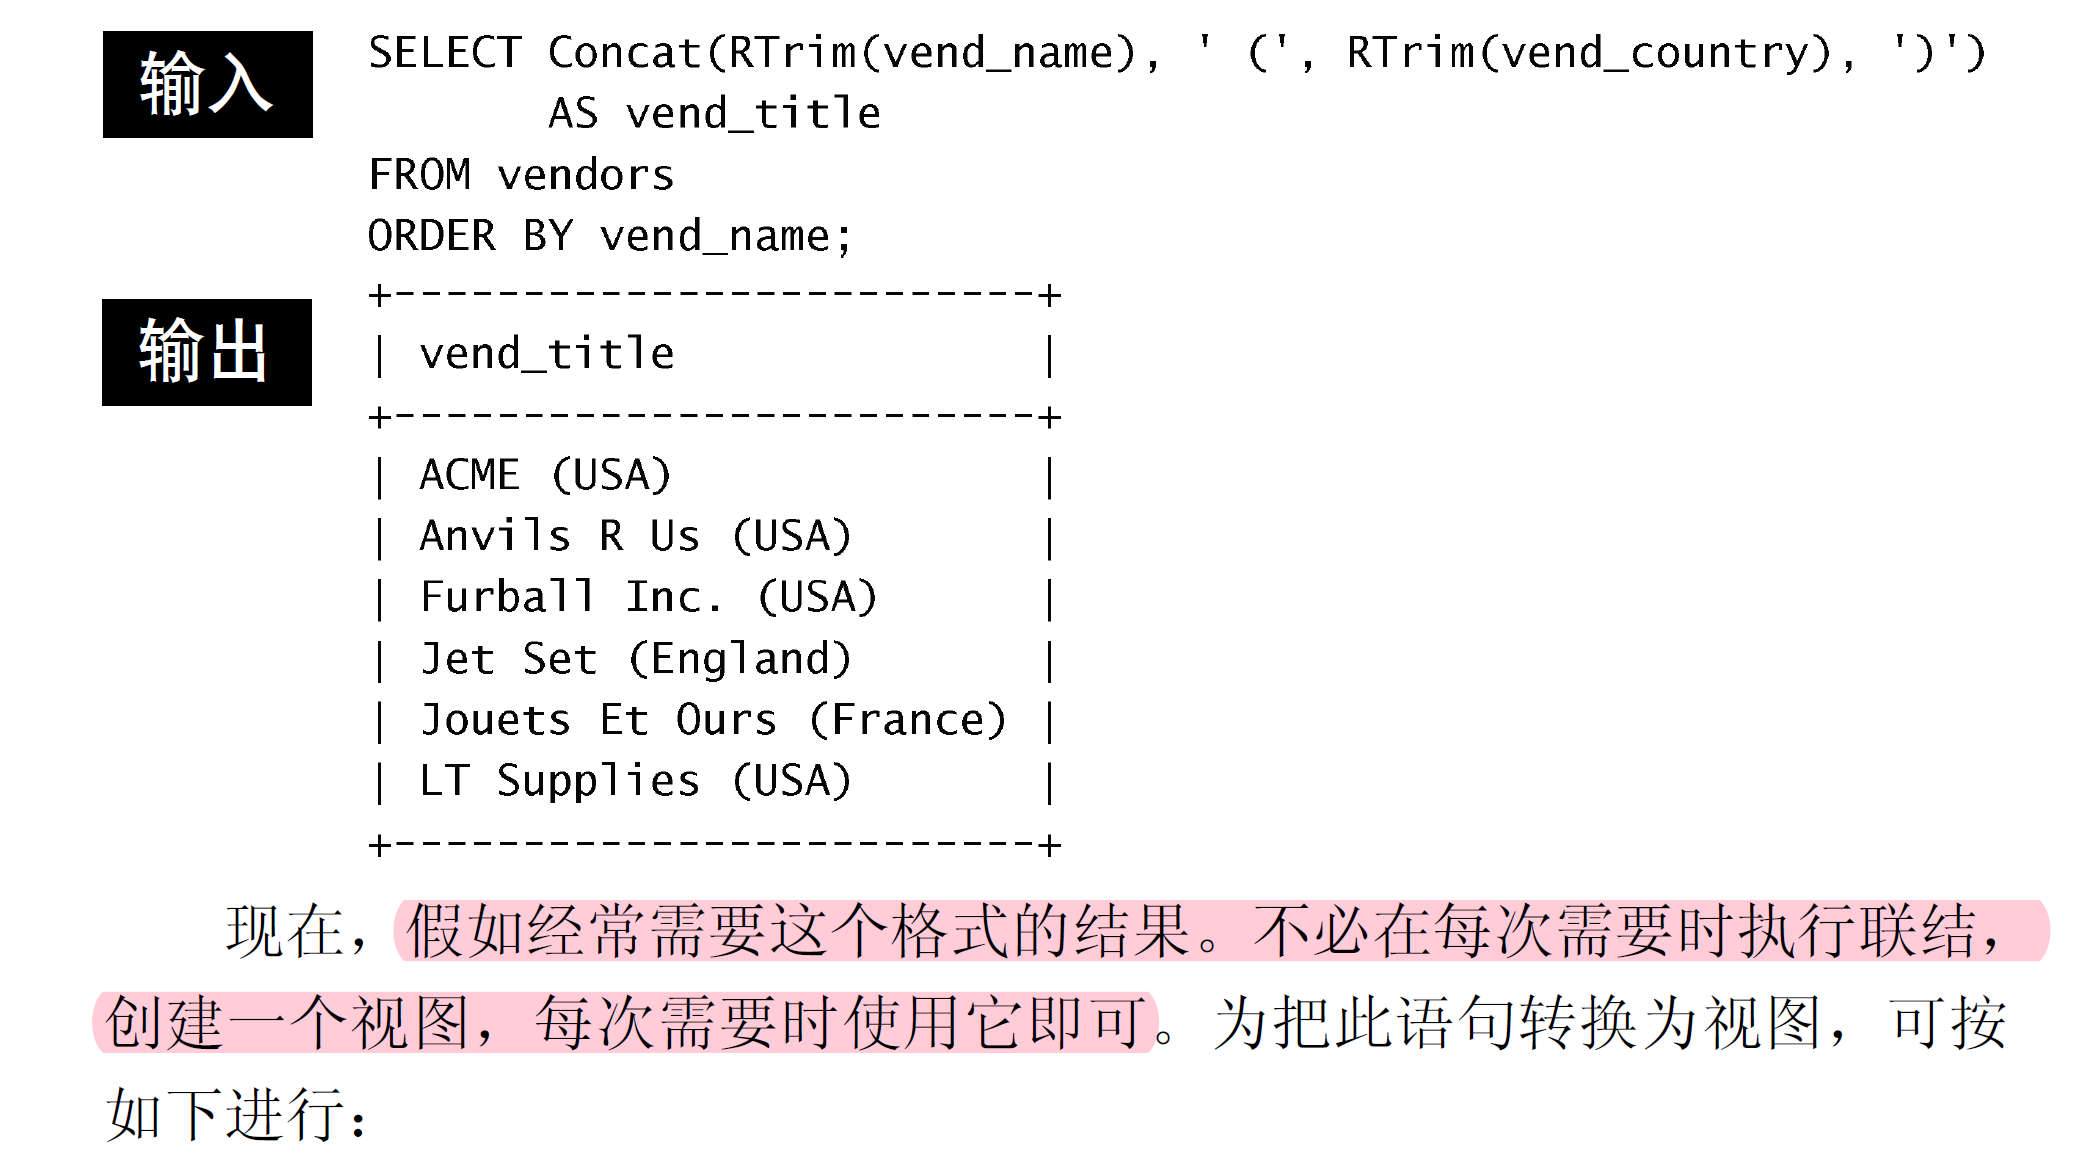 输入
SELECT Concat(RTrim(vend_name), ' (', RTrim(vend_country), ')')
       AS vend_title
FROM vendors
ORDER BY vend_name;
输出
+-------------------------+
| vend_title              |
+-------------------------+
| ACME (USA)              |
| Anvils R Us (USA)       |
| Furball Inc. (USA)      |
| Jet Set (England)       |
| Jouets Et Ours (France) |
| LT Supplies (USA)       |
+-------------------------+
现在，假如经常需要这个格式的结果。不必在每次需要时执行联结，
创建一个视图，每次需要时使用它即可。为把此语句转换为视图，可按
如下进行：